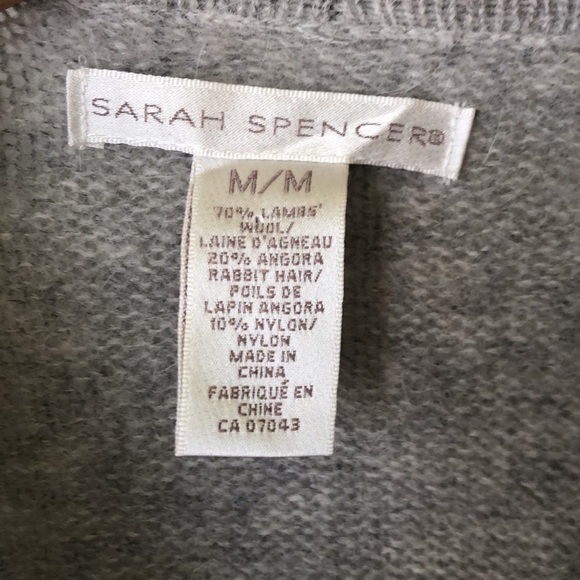 SARAH SPENCER®
M/M
70% LAMBS'
WOOL/
LAINE D'AGNEAU
20% ANGORA
RABBIT HAIR/
POILS DE
LAPIN ANGORA
10% NYLON/
NYLON
MADE IN
CHINA
FABRIQUÉ EN
CHINE
CA 07043